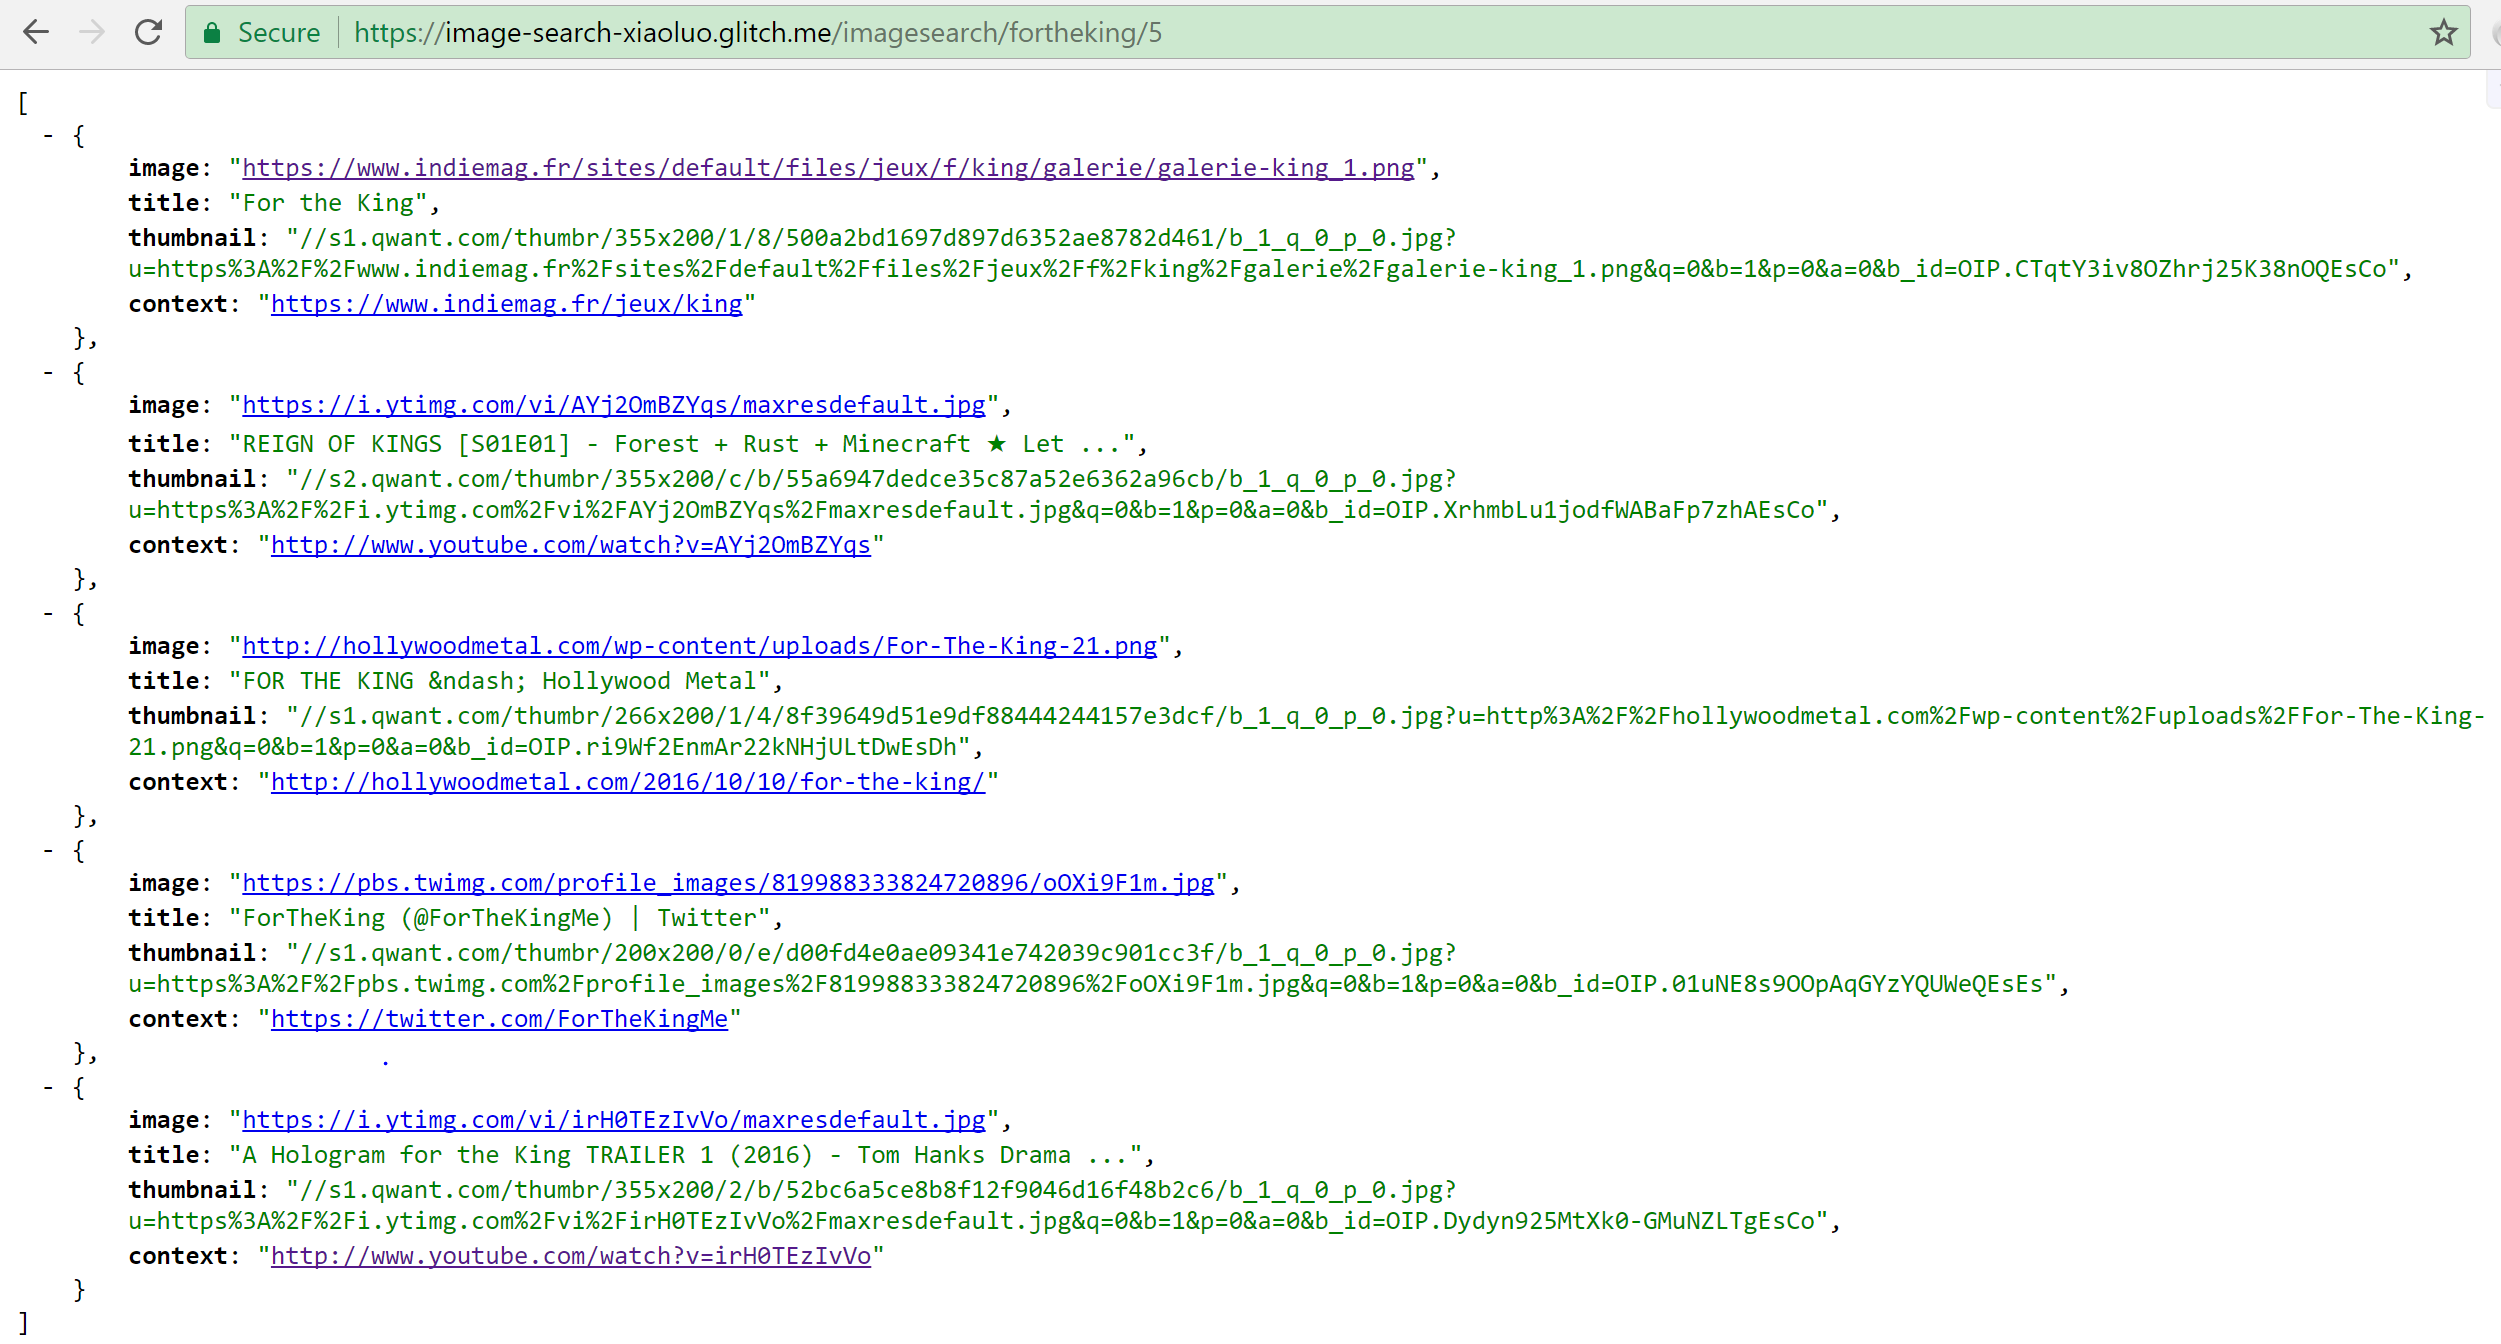 Secure https://image-search-xiaoluo.glitch.me/imagesearch/fortheking/5
[
- {
image: "https://www.indiemag.fr/sites/default/files/jeux/f/king/galerie/galerie-king_1.png",
title: "For the King",
thumbnail: "//s1.qwant.com/thumbr/355x200/1/8/500a2bd1697d897d6352ae8782d461/b_1_q_0_p_0.jpg?
u=https%3A%2F%2Fwww.indiemag.fr%2Fsites%2Fdefault%2Ffiles%2Fjeux%2Ff%2Fking%2Fgalerie%2Fgalerie-king_1.png&q=0&b=1&p=0&a=0&b_id=OIP.CTqtY3iv8OZhrj25K38nOQEsCo",
context: "https://www.indiemag.fr/jeux/king"
},
- {
image: "https://i.ytimg.com/vi/AYj2OmBZYqs/maxresdefault.jpg",
title: "REIGN OF KINGS [S01E01] - Forest + Rust + Minecraft ★ Let ...",
thumbnail: "//s2.qwant.com/thumbr/355x200/c/b/55a6947dedce35c87a52e6362a96cb/b_1_q_0_p_0.jpg?
u=https%3A%2F%2Fi.ytimg.com%2Fvi%2FAYj2OmBZYqs%2Fmaxresdefault.jpg&q=0&b=1&p=0&a=0&b_id=OIP.XrhmbLu1jodfWABaFp7zhAEsCo",
context: "http://www.youtube.com/watch?v=AYj2OmBZYqs"
},
- {
image: "http://hollywoodmetal.com/wp-content/uploads/For-The-King-21.png",
title: "FOR THE KING &ndash; Hollywood Metal",
thumbnail: "//s1.qwant.com/thumbr/266x200/1/4/8f39649d51e9df88444244157e3dcf/b_1_q_0_p_0.jpg?u=http%3A%2F%2Fhollywoodmetal.com%2Fwp-content%2Fuploads%2FFor-The-King-
21.png&q=0&b=1&p=0&a=0&b_id=OIP.ri9Wf2EnmAr22kNHjULtDwEsDh",
context: "http://hollywoodmetal.com/2016/10/10/for-the-king/"
},
- {
image: "https://pbs.twimg.com/profile_images/819988333824720896/oOXi9F1m.jpg",
title: "ForTheKing (@ForTheKingMe) | Twitter",
thumbnail: "//s1.qwant.com/thumbr/200x200/0/e/d00fd4e0ae09341e742039c901cc3f/b_1_q_0_p_0.jpg?
u=https%3A%2F%2Fpbs.twimg.com%2Fprofile_images%2F819988333824720896%2FoOXi9F1m.jpg&q=0&b=1&p=0&a=0&b_id=OIP.01uNE8s9OOpAqGYzYQUWeQEsEs",
context: "https://twitter.com/ForTheKingMe"
},
- {
image: "https://i.ytimg.com/vi/irH0TEzIvVo/maxresdefault.jpg",
title: "A Hologram for the King TRAILER 1 (2016) - Tom Hanks Drama ...",
thumbnail: "//s1.qwant.com/thumbr/355x200/2/b/52bc6a5ce8b8f12f9046d16f48b2c6/b_1_q_0_p_0.jpg?
u=https%3A%2F%2Fi.ytimg.com%2Fvi%2FirH0TEzIvVo%2Fmaxresdefault.jpg&q=0&b=1&p=0&a=0&b_id=OIP.Dydyn925MtXk0-GMuNZLTgEsCo",
context: "http://www.youtube.com/watch?v=irH0TEzIvVo"
}
]